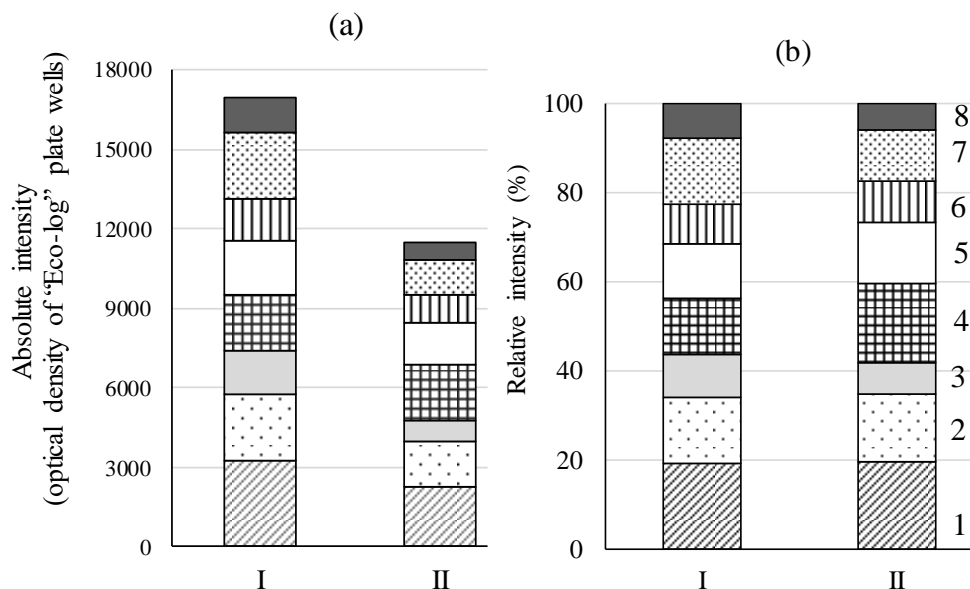 (a)
Absolute intensity
(optical density of “Eco-log” plate wells)
18000
15000
12000
9000
6000
3000
0
I
II
(b)
Relative intensity (%)
100
80
60
40
20
0
I
II
8
7
6
5
4
3
2
1